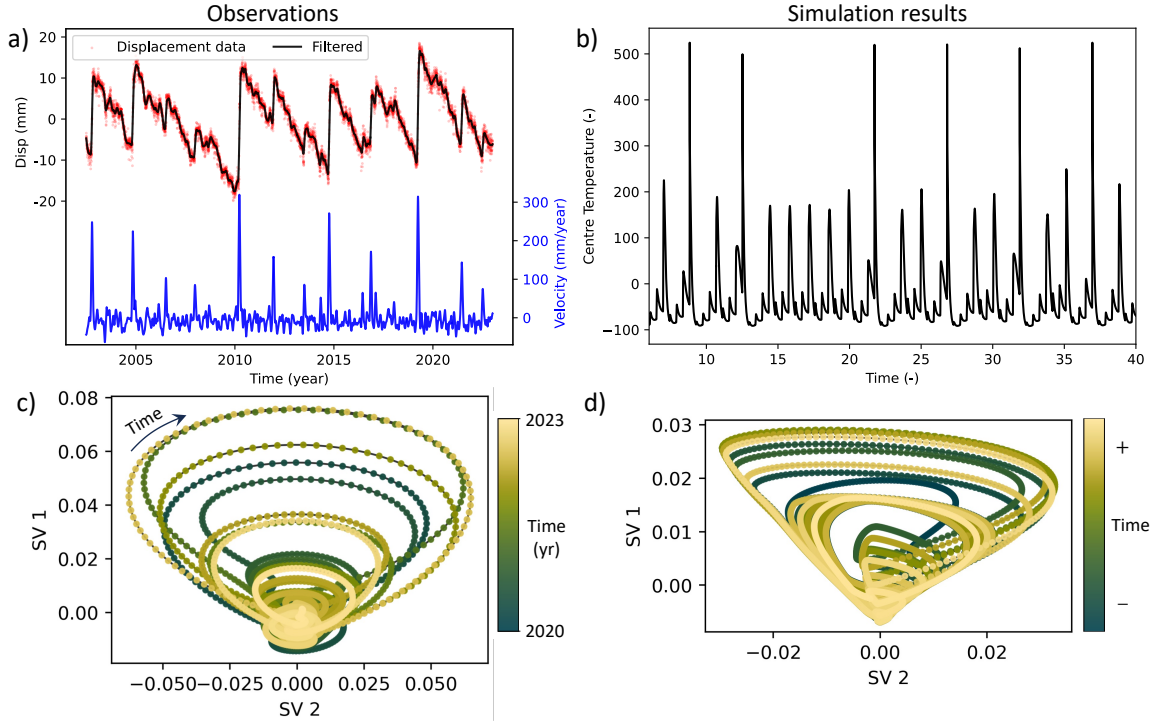 Observations
Simulation results
a)
Displacement data
Filtered
20
10
0
−10
−20
Disp (mm)
300
200
100
0
Velocity (mm/year)
2005
2010
2015
2020
Time (year)
b)
500
400
300
200
100
0
−100
Centre Temperature (-)
10
15
20
25
30
35
40
Time (-)
c)
Time
0.08
0.06
0.04
0.02
0.00
SV 1
−0.050
−0.025
0.000
0.025
0.050
SV 2
2023
Time
(yr)
2020
d)
0.03
0.02
0.01
0.00
SV 1
−0.02
0.00
0.02
SV 2
+
Time
−